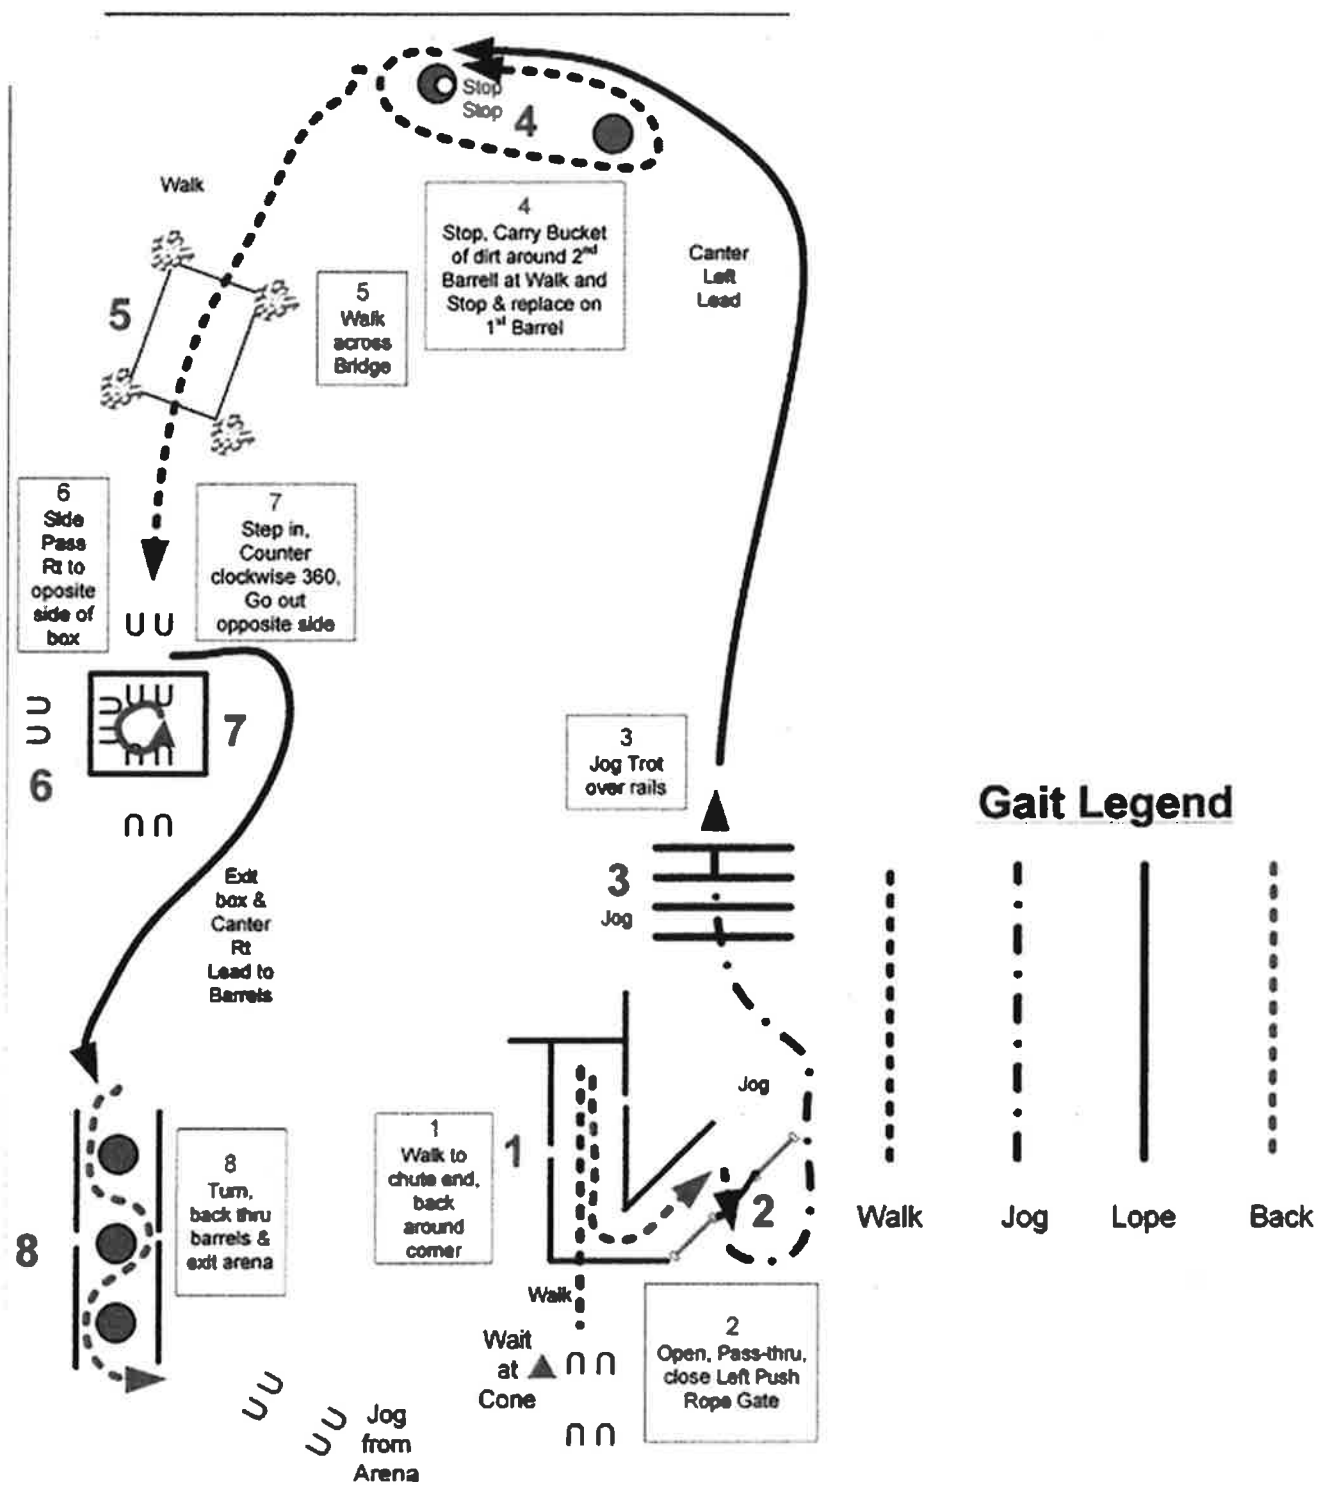 Stop
Stop
4
Walk
4
Stop, Carry Bucket
of dirt around 2nd
Barrell at Walk and
Stop & replace on
1st Barrel
Canter
Left
Lead
5
5
Walk
across
Bridge
6
Side
Pass
Rt to
oposite
side of
box
7
Step in,
Counter
clockwise 360,
Go out
opposite side
7
6
3
Jog Trot
over rails
3
Jog
Gait Legend
Walk
Jog
Lope
Back
Exit
box &
Canter
Rt
Lead to
Barrels
Jog
1
1
Walk to
chute end,
back
around
corner
2
8
8
Turn,
back thru
barrels &
exit arena
Walk
Wait
at
Cone
2
Open, Pass-thru,
close Left Push
Rope Gate
Jog
from
Arena